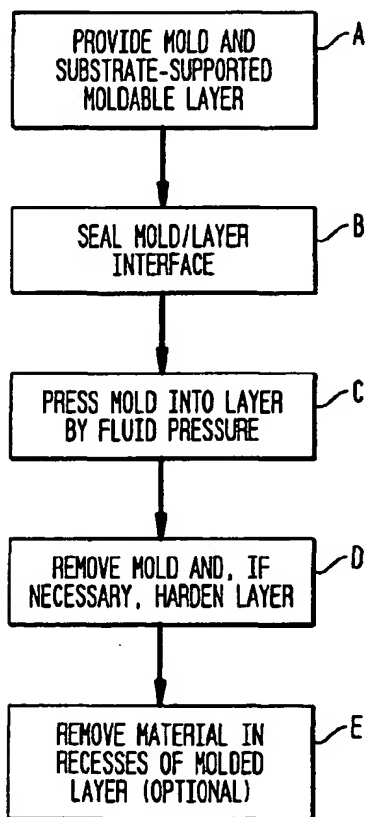 PROVIDE MOLD AND
SUBSTRATE-SUPPORTED
MOLDABLE LAYER
A
SEAL MOLD/LAYER
INTERFACE
B
PRESS MOLD INTO LAYER
BY FLUID PRESSURE
C
REMOVE MOLD AND, IF
NECESSARY, HARDEN LAYER
D
REMOVE MATERIAL IN
RECESSES OF MOLDED
LAYER (OPTIONAL)
E